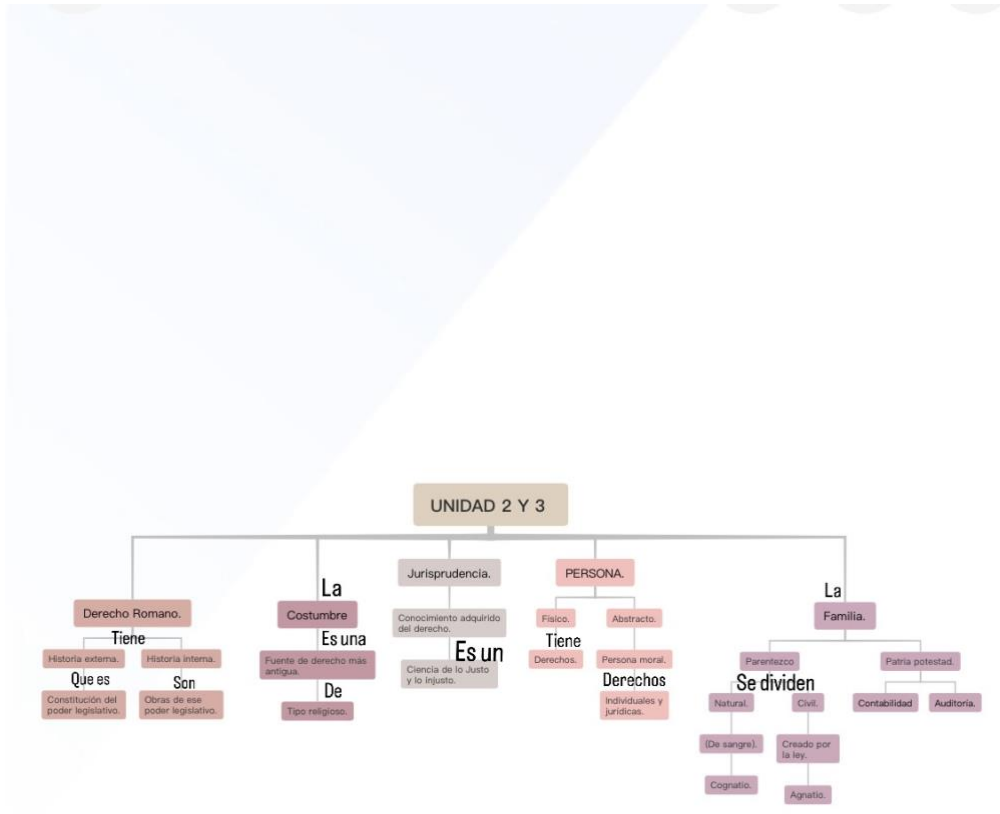 UNIDAD 2 Y 3
Derecho Romano.
Tiene
Historia externa.
Historia interna.
Que es
Son
Constitución del
poder legislativo.
Obras de ese
poder legislativo.
La
Costumbre
Es una
Fuente de derecho más
antigua.
De
Tipo religioso.
Jurisprudencia.
Conocimiento adquirido
del derecho.
Es un
Ciencia de lo Justo
y lo injusto.
PERSONA.
Físico.
Abstracto.
Tiene
Derechos.
Persona moral.
Derechos
Individuales y
jurídicas.
La
Familia.
Parentezco
Patria potestad.
Se dividen
Natural.
Civil.
Contabilidad
Auditoría.
(De sangre).
Creado por
la ley.
Cognatio.
Agnatio.